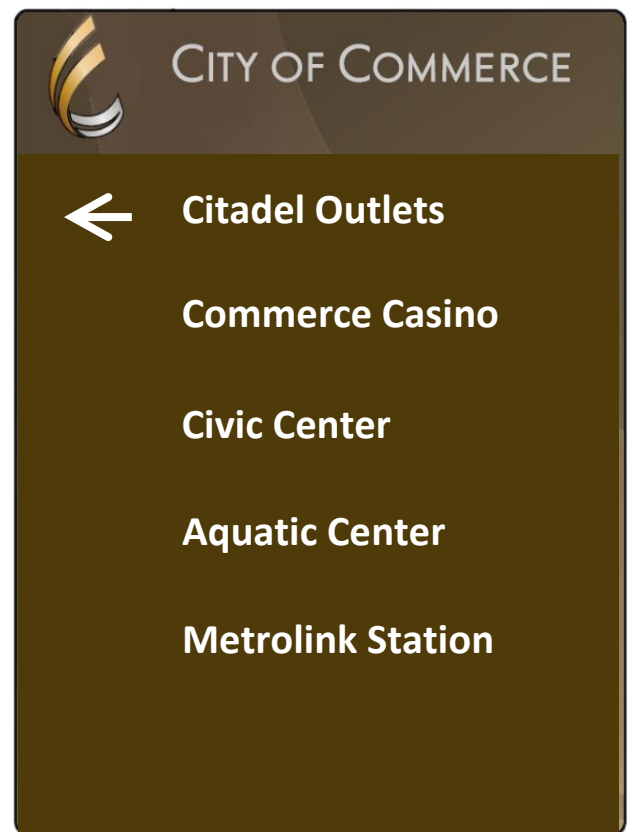 CITY OF COMMERCE
Citadel Outlets
Commerce Casino
Civic Center
Aquatic Center
Metrolink Station